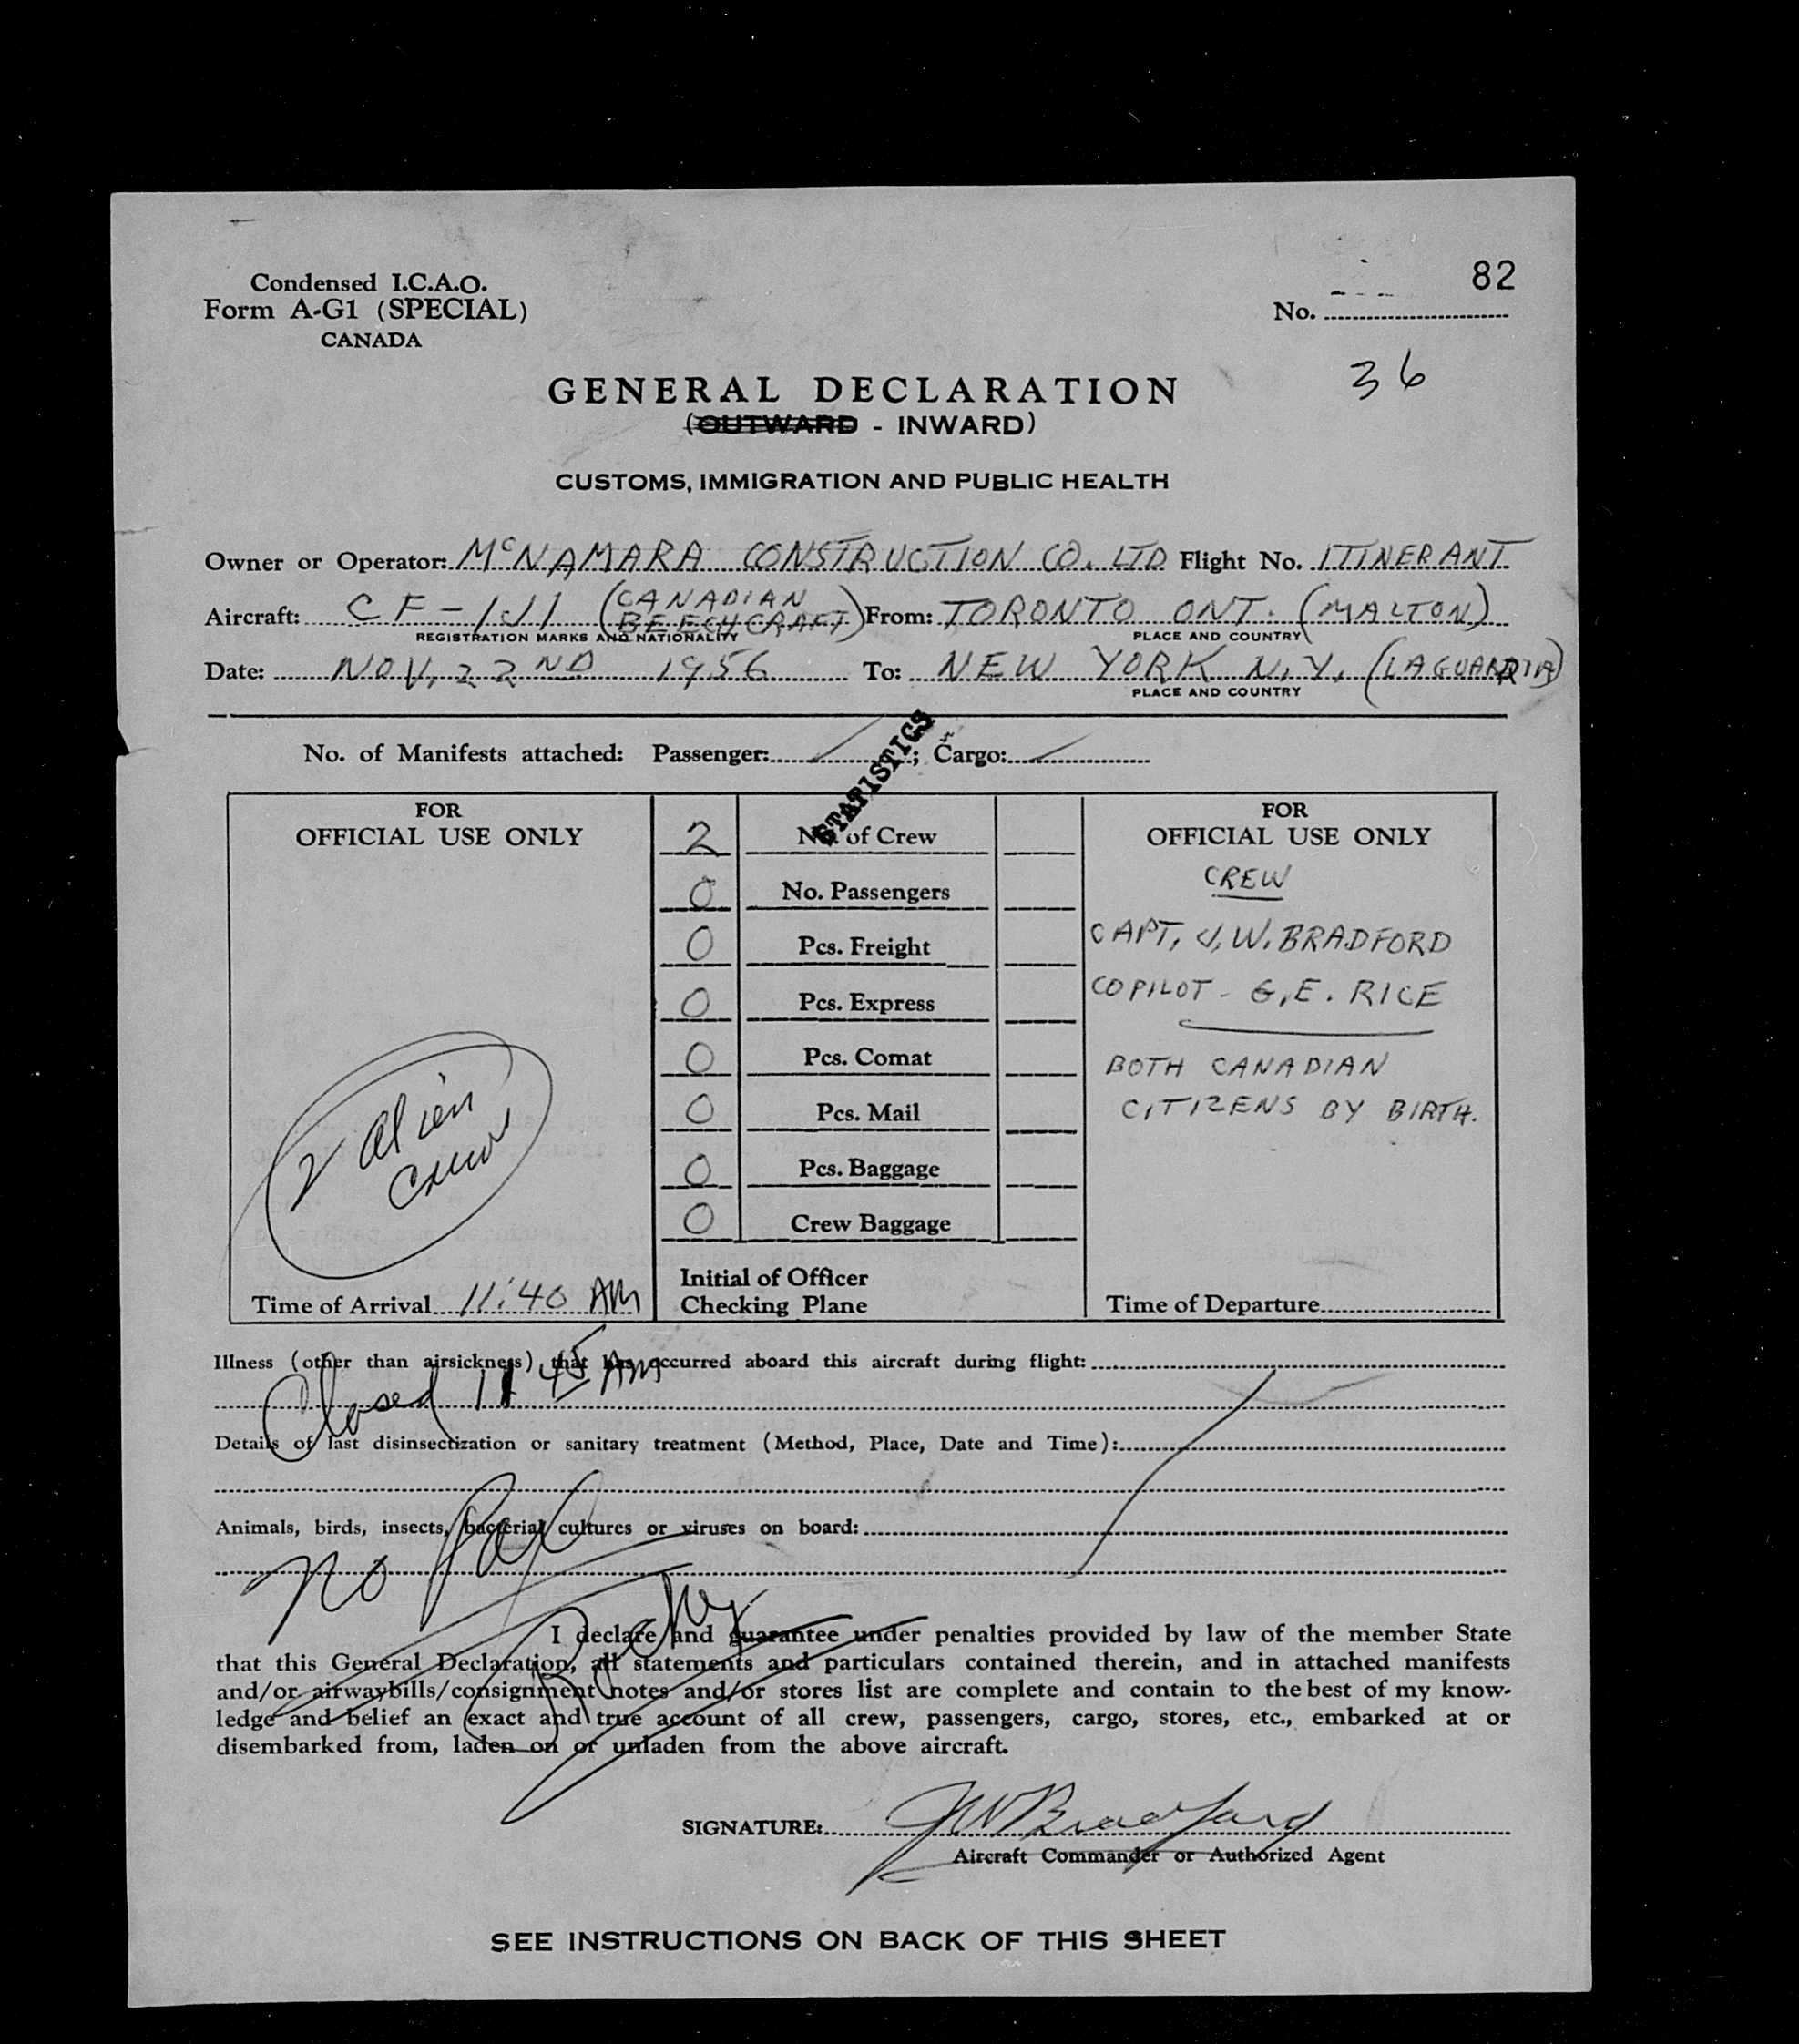 82
Condensed I.C.A.O.
Form A-G1 (SPECIAL)
CANADA
No.
36
GENERAL DECLARATION
(OUTWARD - INWARD)
CUSTOMS, IMMIGRATION AND PUBLIC HEALTH
Owner or Operator: McNAMARA CONSTRUCTION CO. LTD Flight No. ITINERANT
Aircraft: CF-IJI (CANADIAN BEECHCRAFT) From: TORONTO ONT. (MALTON)
REGISTRATION MARKS AND NATIONALITY PLACE AND COUNTRY
Date: NOV, 22ND 1956 To: NEW YORK N.Y. (LAGUARDIA)
PLACE AND COUNTRY
STATISTICS
No. of Manifests attached: Passenger: ; Cargo:
FOR
OFFICIAL USE ONLY
2 alien
crew
Time of Arrival 11:40 AM
2 No. of Crew
0 No. Passengers
0 Pcs. Freight
0 Pcs. Express
0 Pcs. Comat
0 Pcs. Mail
0 Pcs. Baggage
0 Crew Baggage
Initial of Officer
Checking Plane
FOR
OFFICIAL USE ONLY
CREW
CAPT, J, W. BRADFORD
COPILOT - G, E. RICE
BOTH CANADIAN
CITIZENS BY BIRTH.
Time of Departure
Illness (other than airsickness) that has occurred aboard this aircraft during flight:
Closed 11 45 AM
Details of last disinsectization or sanitary treatment (Method, Place, Date and Time):
Animals, birds, insects, bacterial cultures or viruses on board:
no Pax
I declare and guarantee under penalties provided by law of the member State
that this General Declaration, all statements and particulars contained therein, and in attached manifests
and/or airwaybills/consignment notes and/or stores list are complete and contain to the best of my know-
ledge and belief an exact and true account of all crew, passengers, cargo, stores, etc., embarked at or
disembarked from, laden on or unladen from the above aircraft.
SIGNATURE: JW Bradford
Aircraft Commander or Authorized Agent
SEE INSTRUCTIONS ON BACK OF THIS SHEET